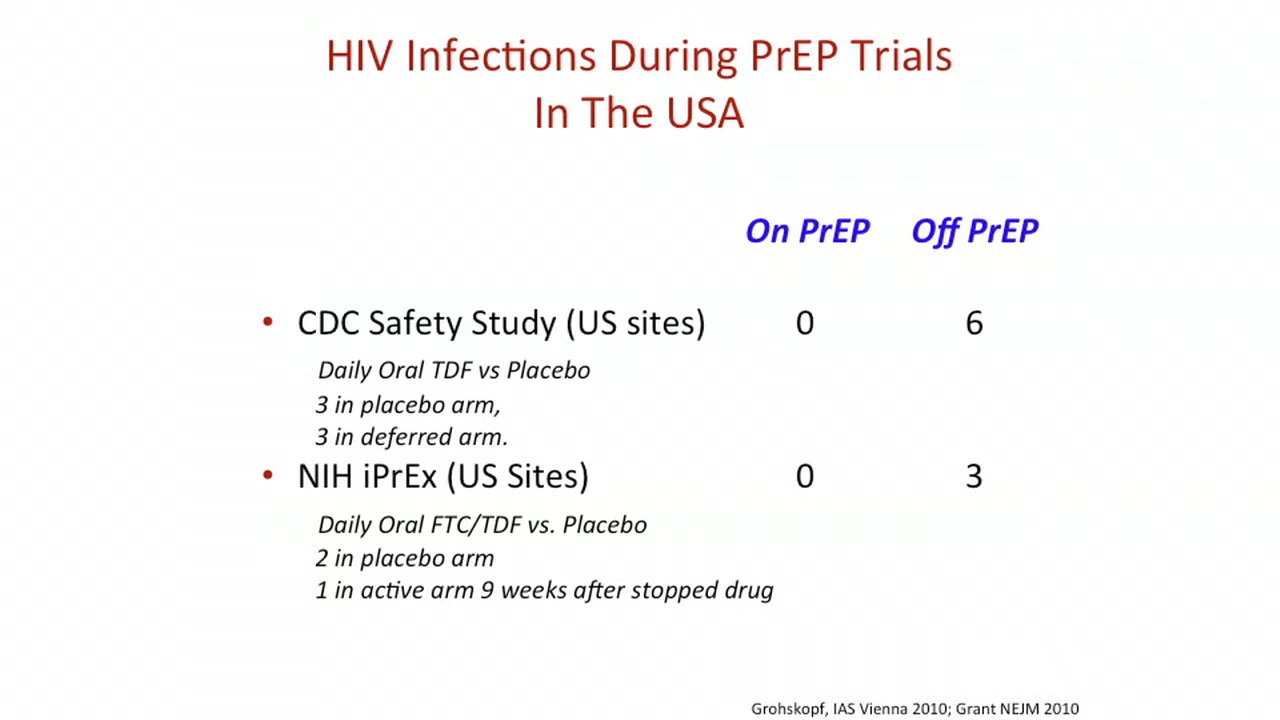 HIV Infections During PrEP Trials
In The USA
On PrEP Off PrEP
• CDC Safety Study (US sites) 0 6
Daily Oral TDF vs Placebo
3 in placebo arm,
3 in deferred arm.
• NIH iPrEx (US Sites) 0 3
Daily Oral FTC/TDF vs. Placebo
2 in placebo arm
1 in active arm 9 weeks after stopped drug
Grohskopf, IAS Vienna 2010; Grant NEJM 2010